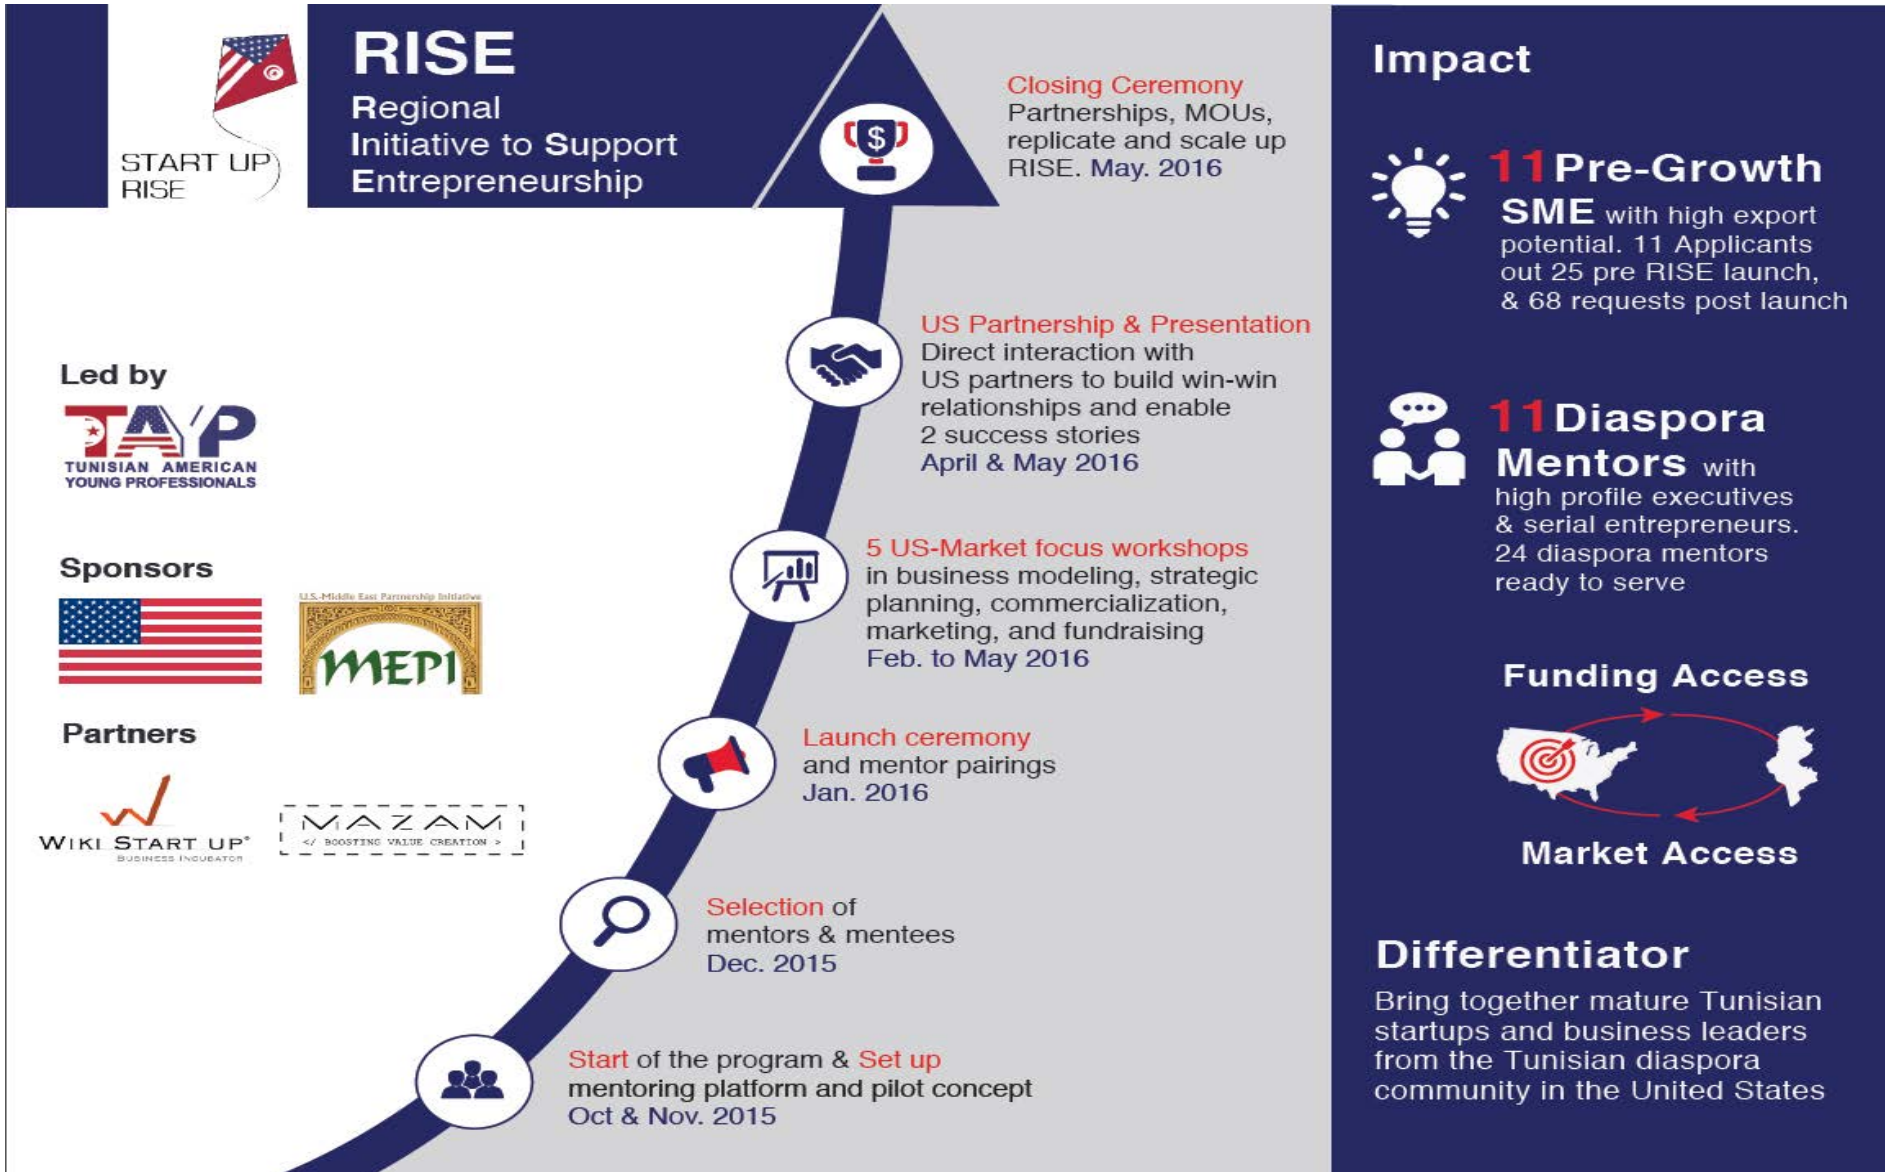 START UP
RISE
RISE
Regional
Initiative to Support
Entrepreneurship
Led by
TAYP
TUNISIAN AMERICAN
YOUNG PROFESSIONALS
Sponsors
U.S.-Middle East Partnership Initiative
MEPI
Partners
WIKI START UP®
BUSINESS INCUBATOR
MAZAM
</ BOOSTING VALUE CREATION >
Closing Ceremony
Partnerships, MOUs,
replicate and scale up
RISE. May. 2016
US Partnership & Presentation
Direct interaction with
US partners to build win-win
relationships and enable
2 success stories
April & May 2016
5 US-Market focus workshops
in business modeling, strategic
planning, commercialization,
marketing, and fundraising
Feb. to May 2016
Launch ceremony
and mentor pairings
Jan. 2016
Selection of
mentors & mentees
Dec. 2015
Start of the program & Set up
mentoring platform and pilot concept
Oct & Nov. 2015
Impact
11 Pre-Growth
SME with high export
potential. 11 Applicants
out 25 pre RISE launch,
& 68 requests post launch
11 Diaspora
Mentors with
high profile executives
& serial entrepreneurs.
24 diaspora mentors
ready to serve
Funding Access
Market Access
Differentiator
Bring together mature Tunisian
startups and business leaders
from the Tunisian diaspora
community in the United States